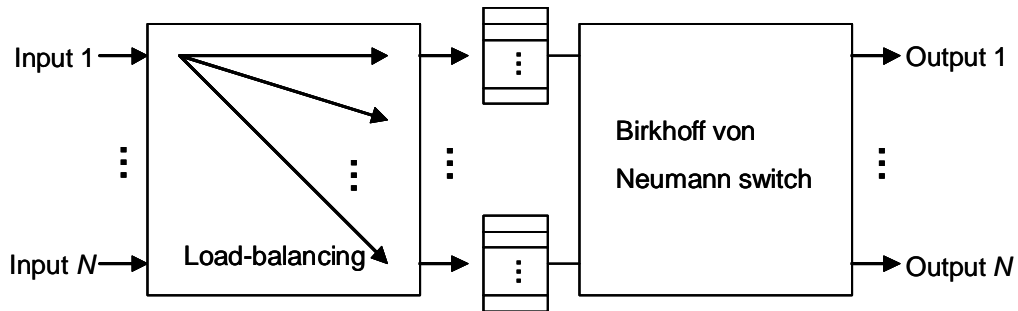 Input 1
Output 1
Birkhoff von
Neumann switch
Load-balancing
Input N
Output N